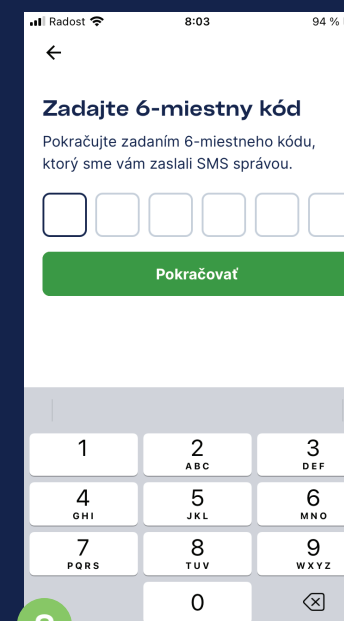 Radost 8:03 94 %
Zadajte 6-miestny kód
Pokračujte zadaním 6-miestneho kódu,
ktorý sme vám zaslali SMS správou.
Pokračovať
1 2 3
ABC DEF
4 5 6
GHI JKL MNO
7 8 9
PQRS TUV WXYZ
0